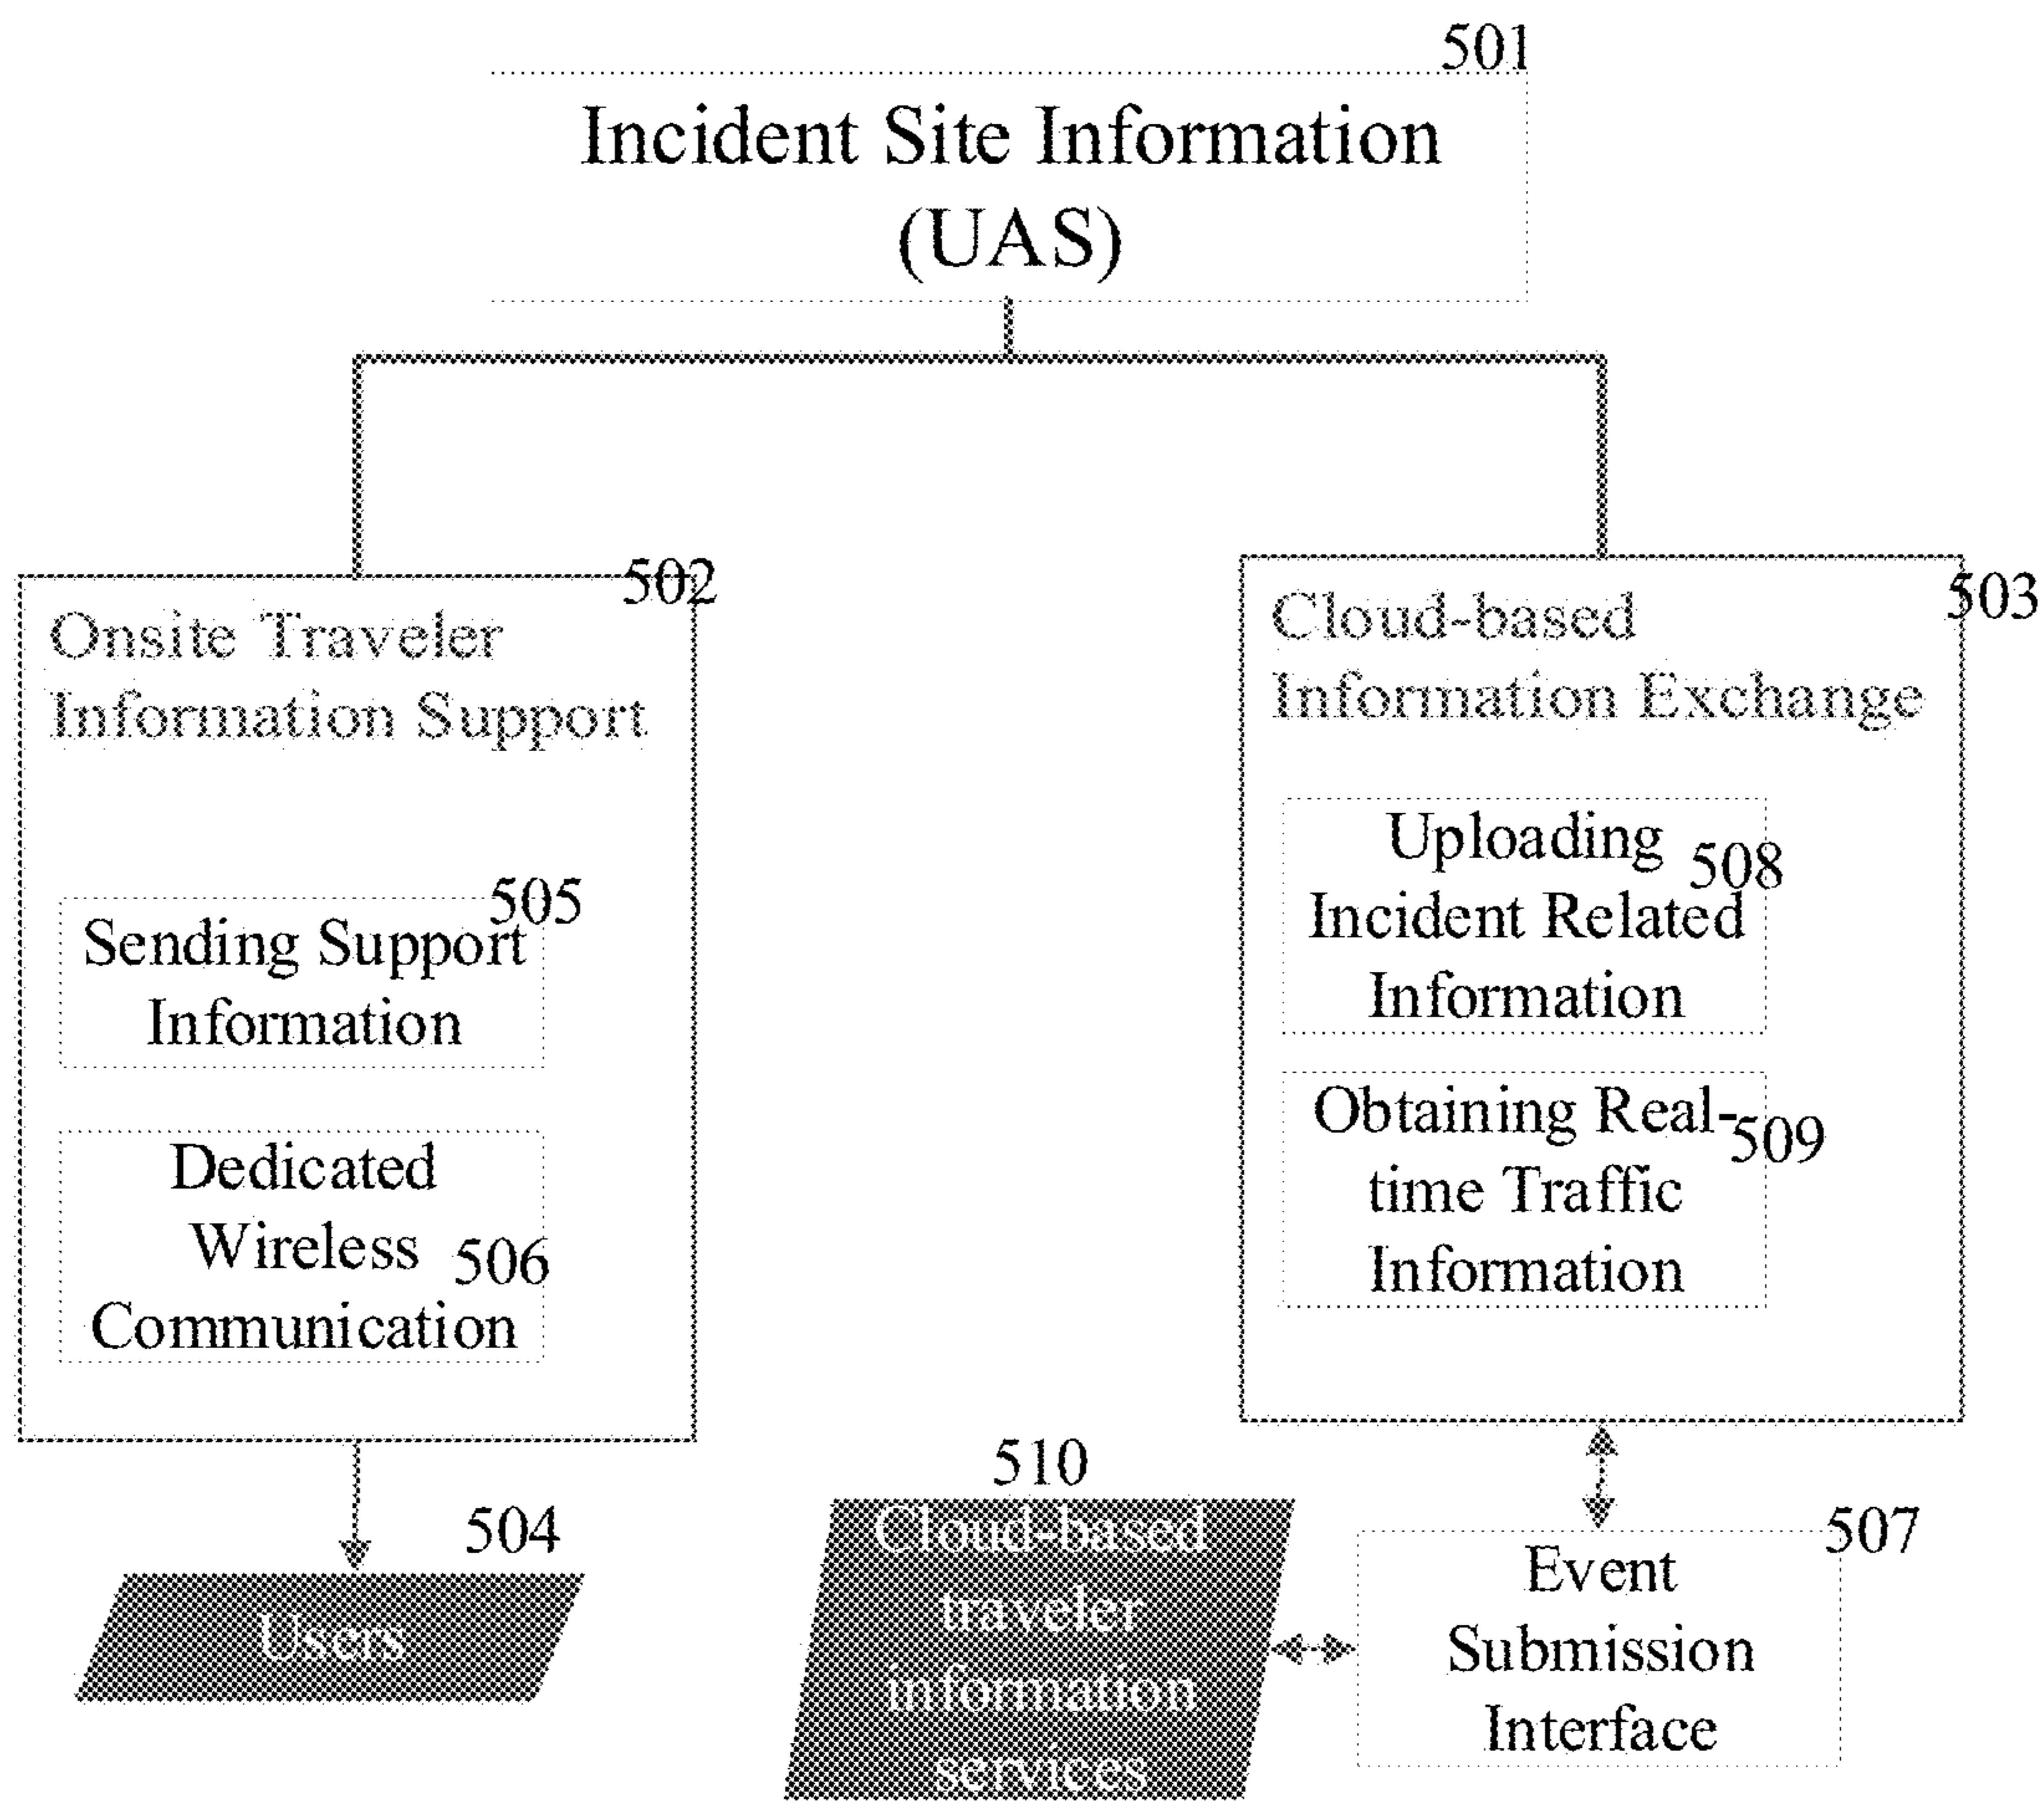 501
Incident Site Information
(UAS)
502
Onsite Traveler
Information Support
505
Sending Support
Information
Dedicated
Wireless
506
Communication
504
Users
503
Cloud-based
Information Exchange
Uploading
508
Incident Related
Information
Obtaining Real-
509
time Traffic
Information
510
Cloud-based
traveler
information
services
507
Event
Submission
Interface